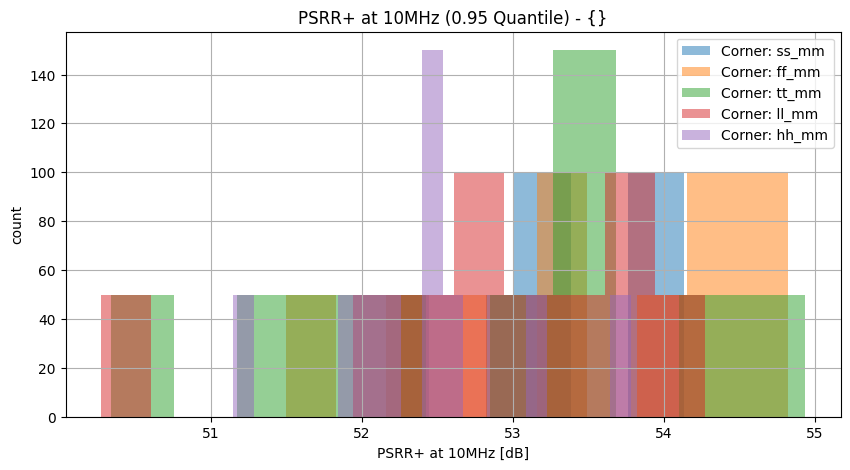 PSRR+ at 10MHz (0.95 Quantile) - {}
Corner: ss_mm
Corner: ff_mm
Corner: tt_mm
Corner: ll_mm
Corner: hh_mm
count
140
120
100
80
60
40
20
0
51 52 53 54 55
PSRR+ at 10MHz [dB]